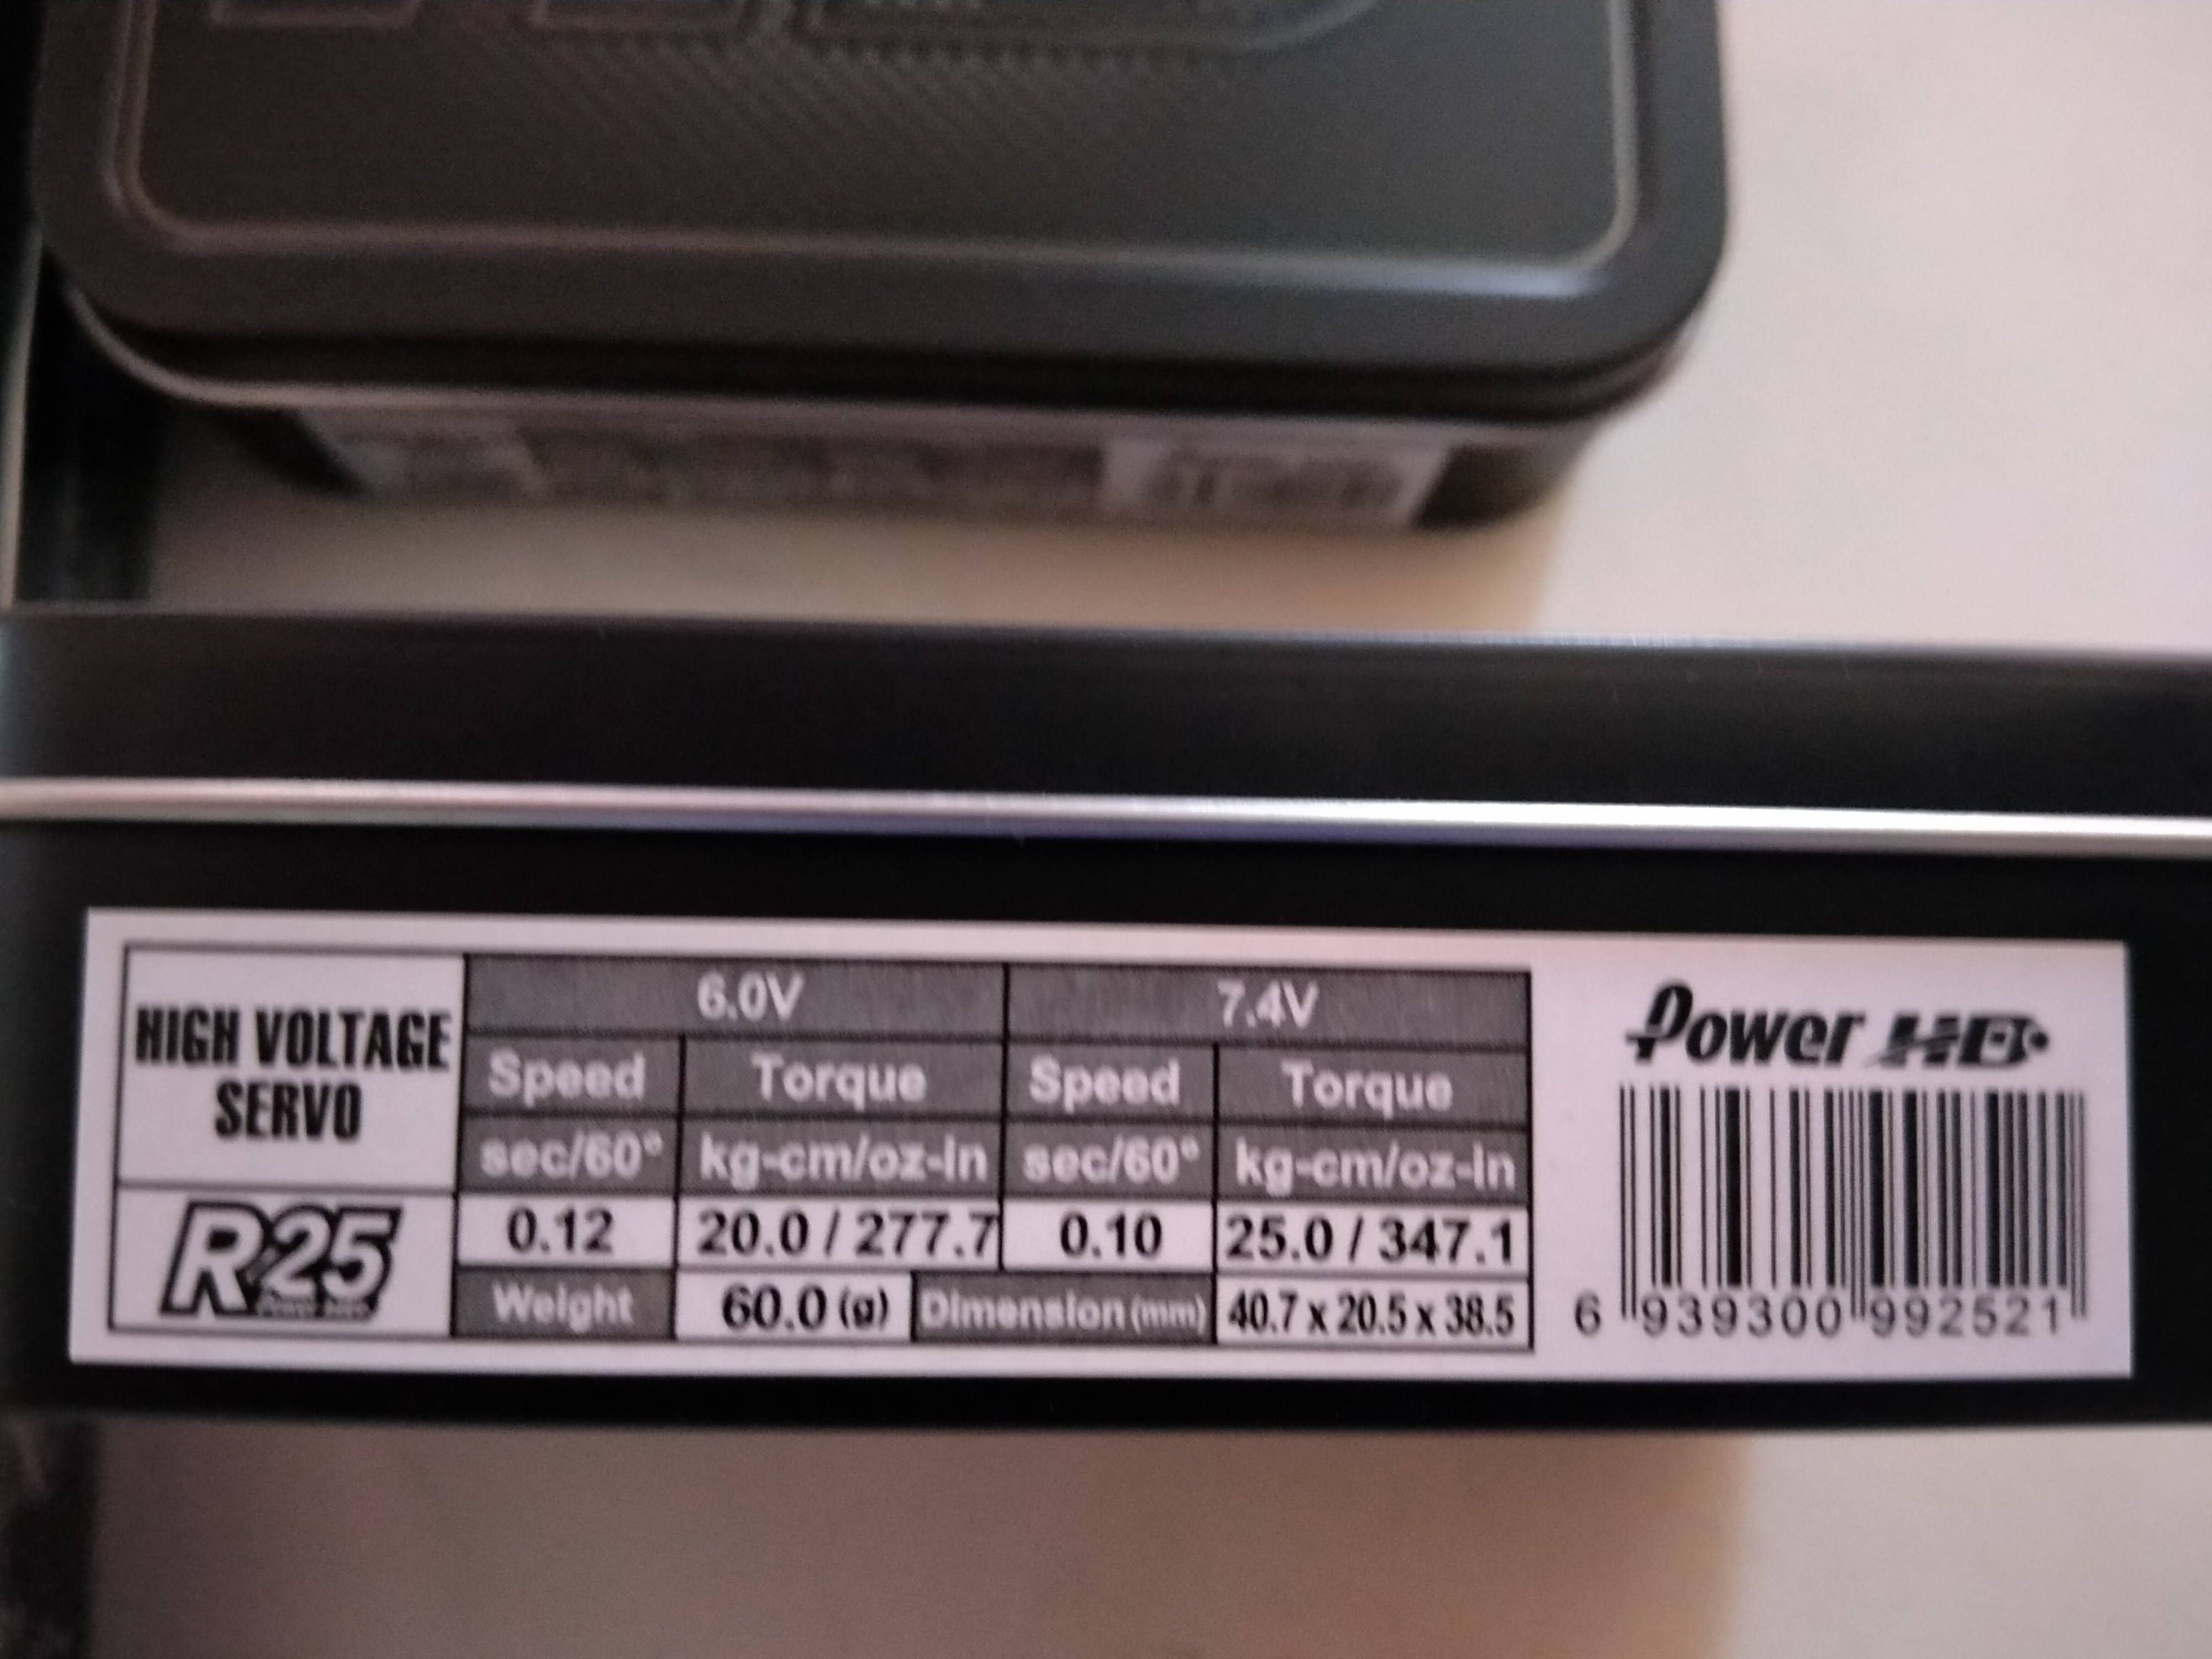 HIGH VOLTAGE
SERVO
R25
6.0V 7.4V
Speed Torque Speed Torque
sec/60° kg-cm/oz-in sec/60° kg-cm/oz-in
0.12 20.0 / 277.7 0.10 25.0 / 347.1
Weight 60.0 (g) Dimension (mm) 40.7 x 20.5 x 38.5
Power HD
6 939300 992521